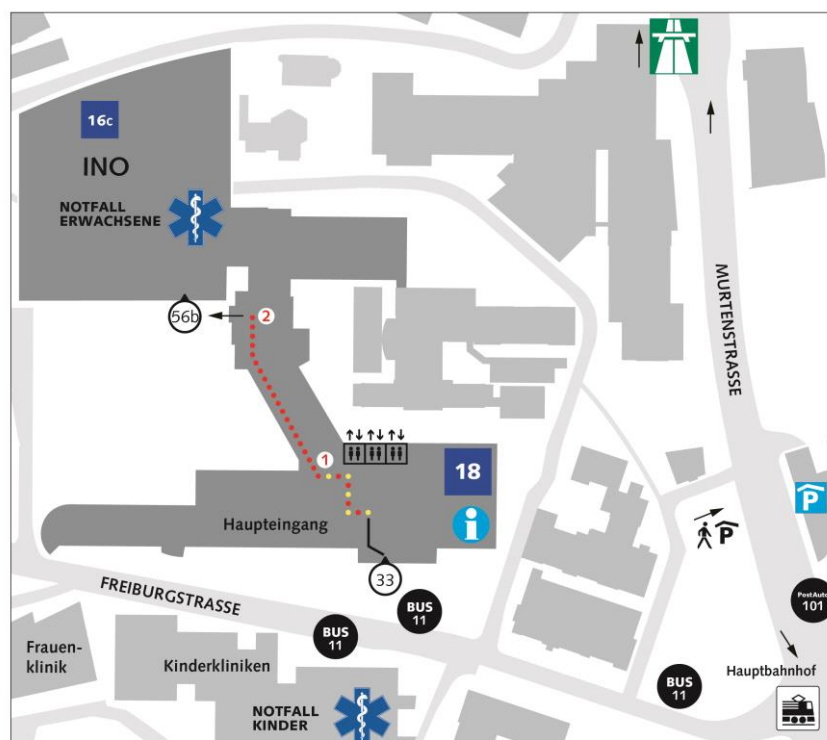 16c
INO
NOTFALL
ERWACHSENE
56b
2
MURTENSTRASSE
1
18
P
Haupteingang
i
P
33
FREIBURGSTRASSE
BUS
11
BUS
11
PostAuto
101
Frauen-
klinik
Kinderkliniken
BUS
11
Hauptbahnhof
NOTFALL
KINDER